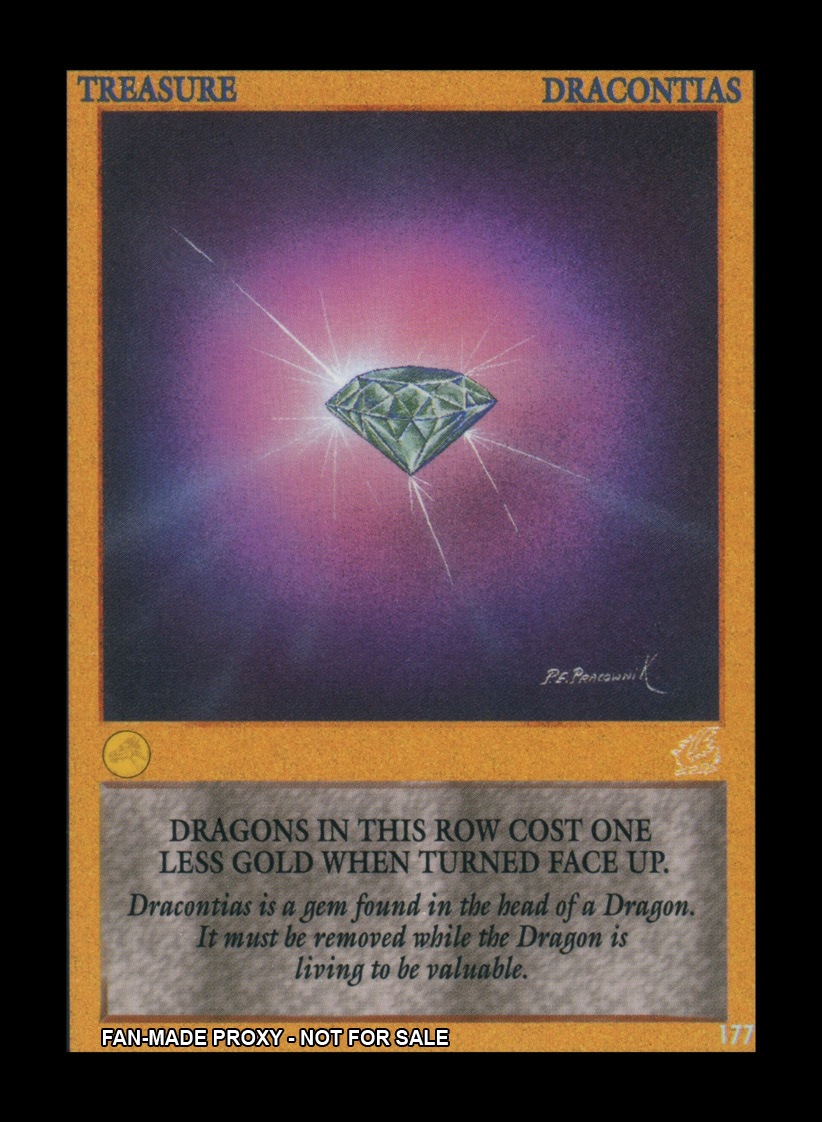 TREASURE
DRACONTIAS
P.E. PRACOWNIK
DRAGONS IN THIS ROW COST ONE
LESS GOLD WHEN TURNED FACE UP.
Dracontias is a gem found in the head of a Dragon.
It must be removed while the Dragon is
living to be valuable.
FAN-MADE PROXY - NOT FOR SALE
177